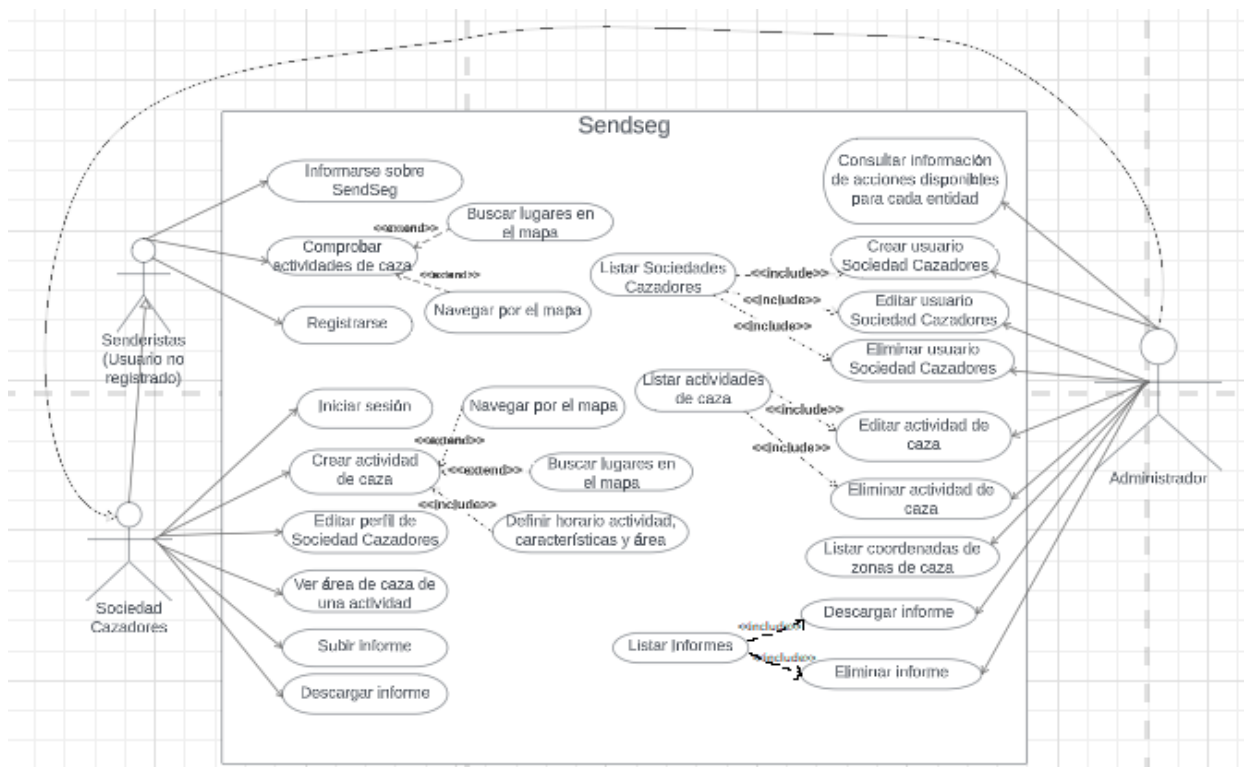 Sendseg
Informarse sobre
SendSeg
Buscar lugares en
el mapa
<<extend>>
Comprobar
actividades de caza
<<extend>>
Navegar por el mapa
Registrarse
Senderistas
(Usuario no
registrado)
Consultar información
de acciones disponibles
para cada entidad
Listar Sociedades
Cazadores
<<include>>
Crear usuario
Sociedad Cazadores
<<include>>
Editar usuario
Sociedad Cazadores
<<include>>
Eliminar usuario
Sociedad Cazadores
Listar actividades
de caza
<<include>>
Editar actividad de
caza
<<include>>
Eliminar actividad de
caza
Administrador
Iniciar sesión
Navegar por el mapa
<<extend>>
Crear actividad
de caza
<<extend>>
Buscar lugares en
el mapa
<<include>>
Definir horario actividad,
características y área
Editar perfil de
Sociedad Cazadores
Listar coordenadas de
zonas de caza
Ver área de caza de
una actividad
Sociedad
Cazadores
Subir informe
Descargar informe
Listar Informes
<<include>>
Descargar informe
<<include>>
Eliminar informe